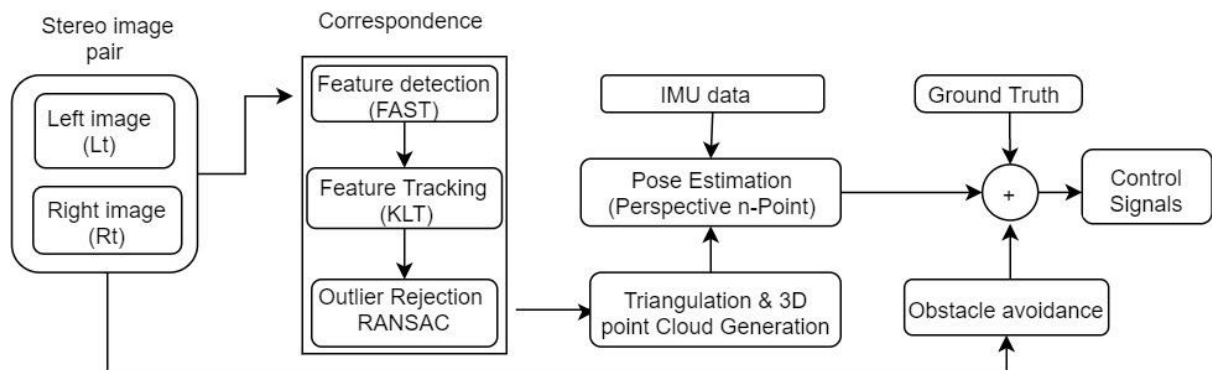 Stereo image
pair
Left image
(Lt)
Right image
(Rt)
Correspondence
Feature detection
(FAST)
Feature Tracking
(KLT)
Outlier Rejection
RANSAC
IMU data
Pose Estimation
(Perspective n-Point)
Triangulation & 3D
point Cloud Generation
Ground Truth
+
Control
Signals
Obstacle avoidance